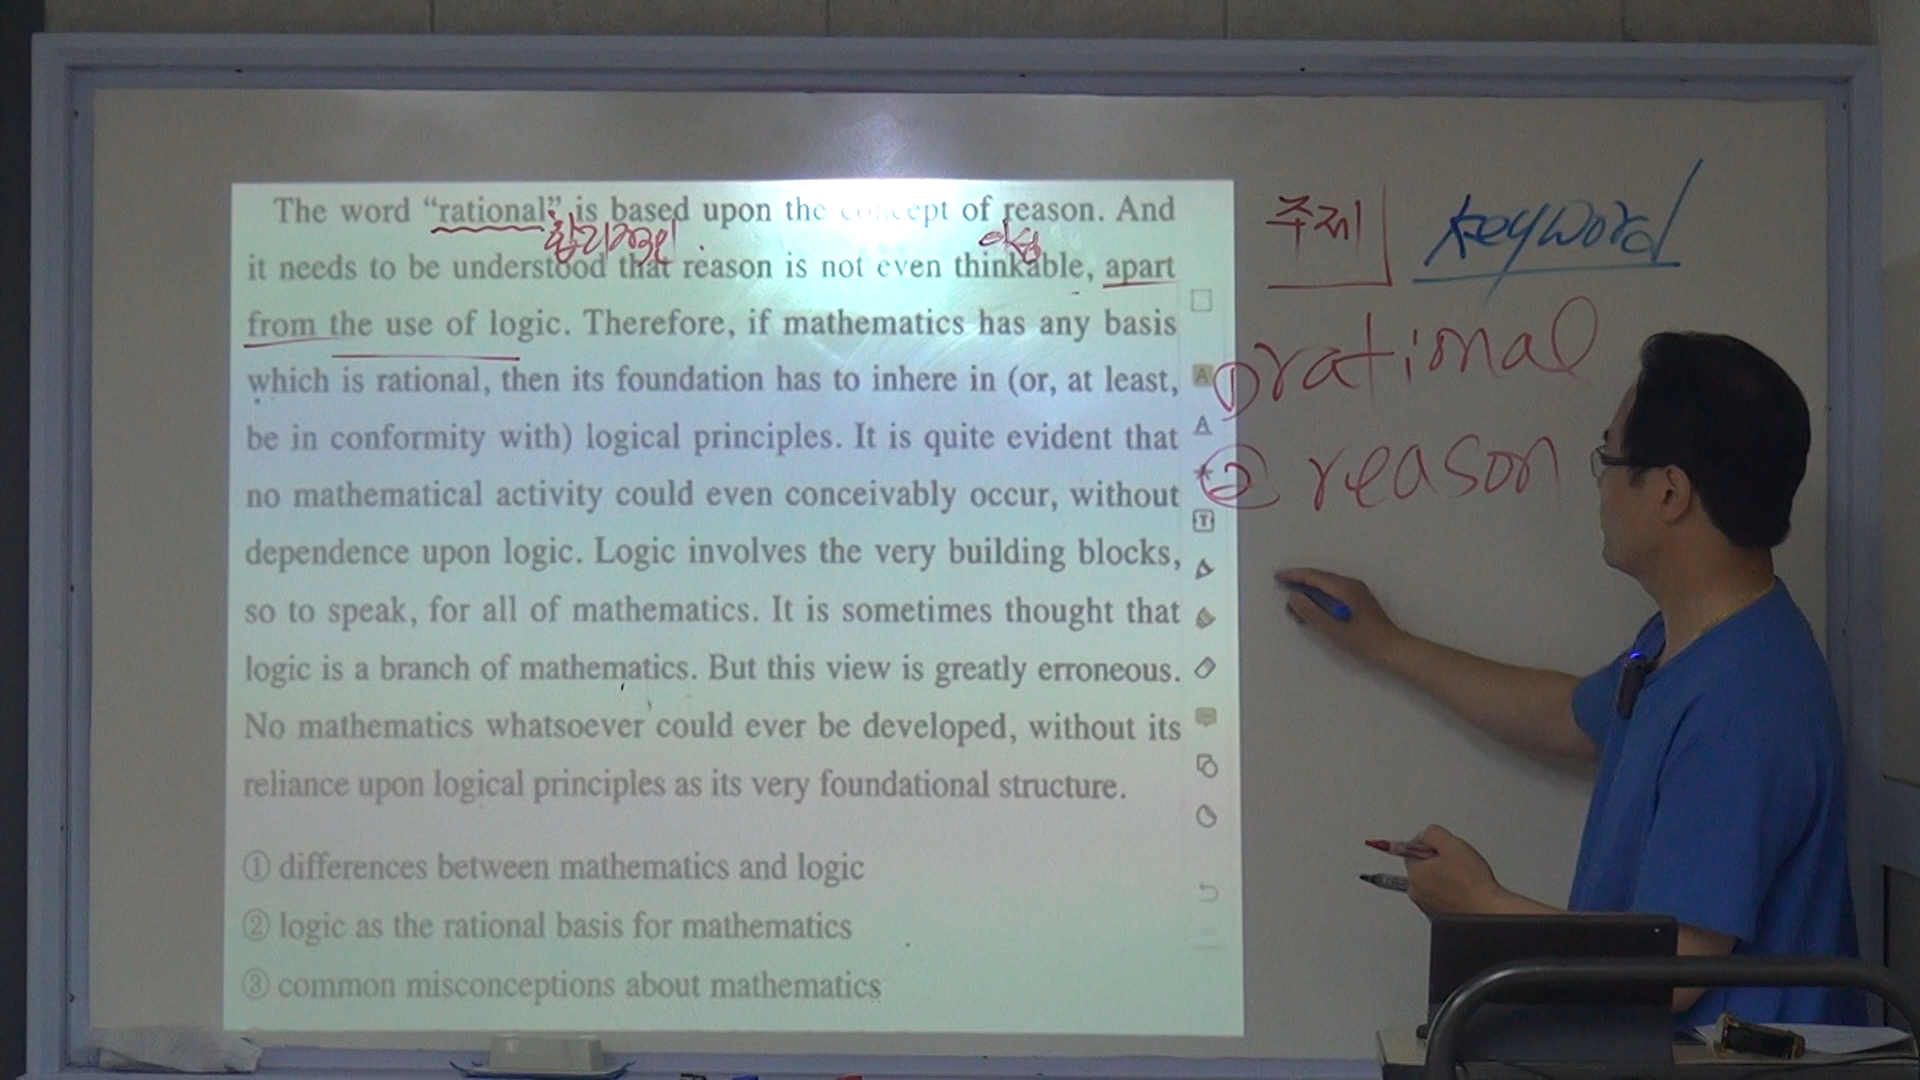 The word “rational” is based upon the concept of reason. And
합리적인 이성
it needs to be understood that reason is not even thinkable, apart
from the use of logic. Therefore, if mathematics has any basis
which is rational, then its foundation has to inhere in (or, at least,
be in conformity with) logical principles. It is quite evident that
no mathematical activity could even conceivably occur, without
dependence upon logic. Logic involves the very building blocks,
so to speak, for all of mathematics. It is sometimes thought that
logic is a branch of mathematics. But this view is greatly erroneous.
No mathematics whatsoever could ever be developed, without its
reliance upon logical principles as its very foundational structure.
① differences between mathematics and logic
② logic as the rational basis for mathematics
③ common misconceptions about mathematics
주제 keyword
① rational
② reason